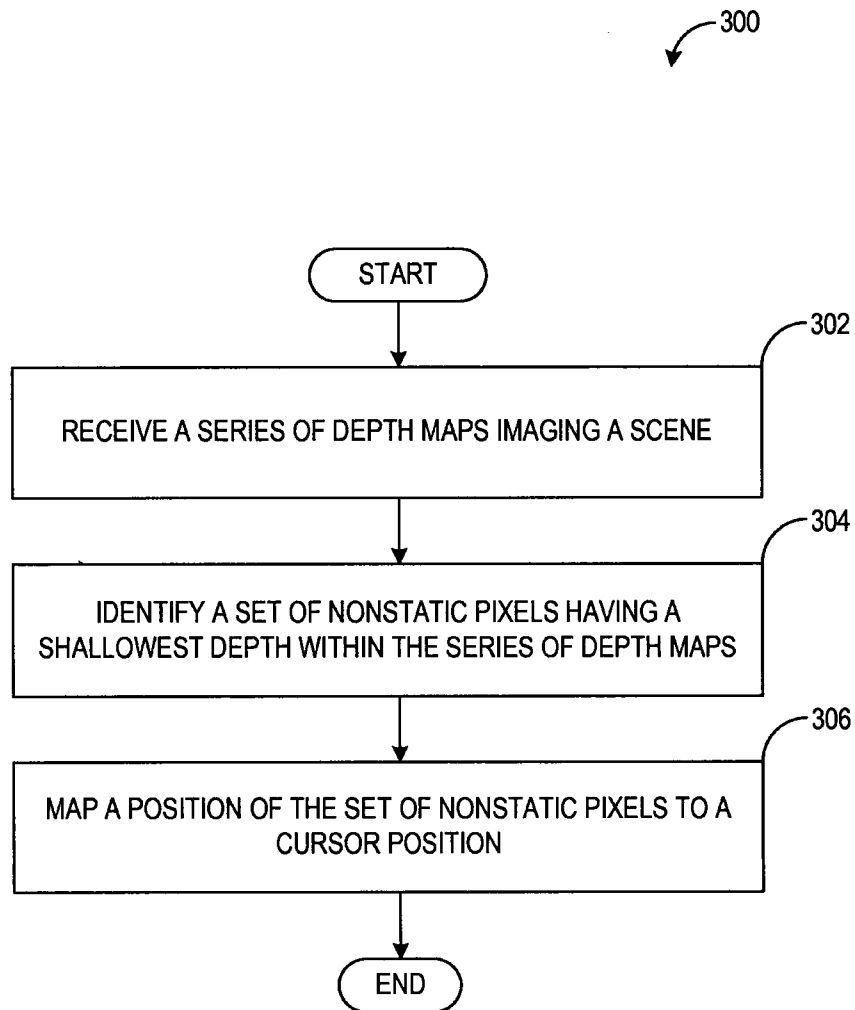 300
START
302
RECEIVE A SERIES OF DEPTH MAPS IMAGING A SCENE
304
IDENTIFY A SET OF NONSTATIC PIXELS HAVING A
SHALLOWEST DEPTH WITHIN THE SERIES OF DEPTH MAPS
306
MAP A POSITION OF THE SET OF NONSTATIC PIXELS TO A
CURSOR POSITION
END